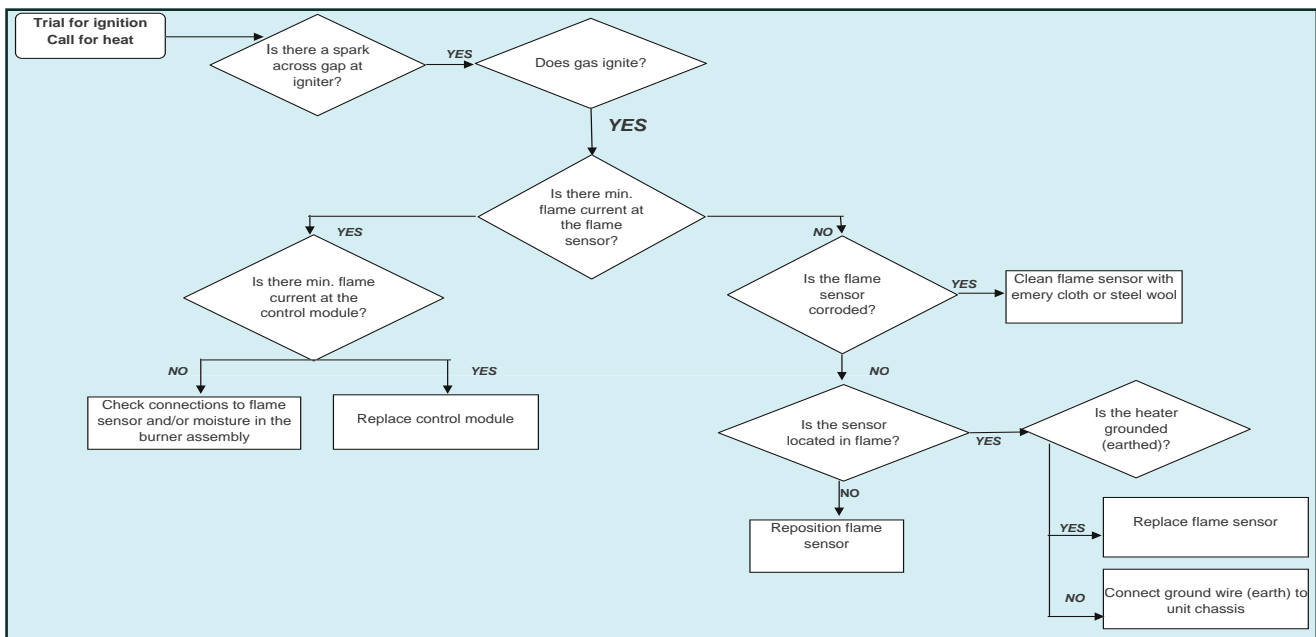 Trial for ignition
Call for heat
Is there a spark
across gap at
igniter?
YES
Does gas ignite?
YES
Is there min.
flame current at
the flame
sensor?
YES
NO
Is there min. flame
current at the
control module?
Is the flame
sensor
corroded?
YES
Clean flame sensor with
emery cloth or steel wool
NO
YES
NO
Check connections to flame
sensor and/or moisture in the
burner assembly
Replace control module
Is the sensor
located in flame?
YES
Is the heater
grounded
(earthed)?
NO
Reposition flame
sensor
YES
Replace flame sensor
NO
Connect ground wire (earth) to
unit chassis